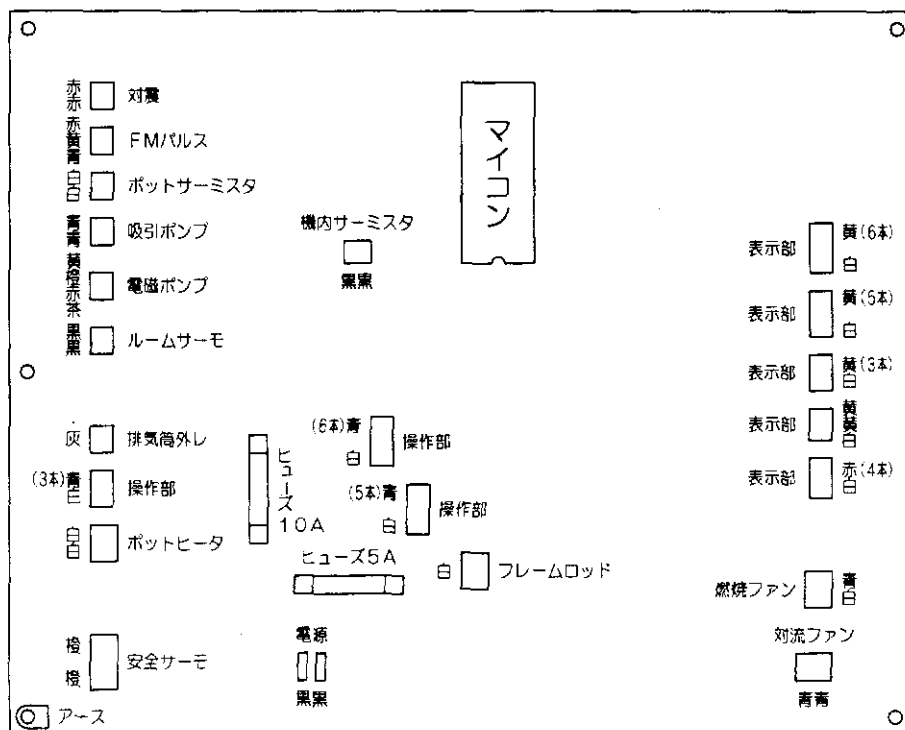 赤
赤
対震
赤
黄
青
FMパルス
白
白
ポットサーミスタ
青
青
吸引ポンプ
黄
橙
赤
茶
電磁ポンプ
黒
黒
ルームサーモ
機内サーミスタ
黒黒
マイコン
表示部
黄(6本)
白
表示部
黄(5本)
白
表示部
黄(3本)
白
表示部
黄
黄
白
表示部
赤(4本)
白
灰
排気筒外レ
(3本)青
白
操作部
白
白
ポットヒータ
ヒューズ
10A
(6本)青
白
操作部
(5本)青
白
操作部
ヒューズ5A
白
フレームロッド
燃焼ファン
青
白
橙
橙
安全サーモ
電源
黒黒
対流ファン
青青
アース